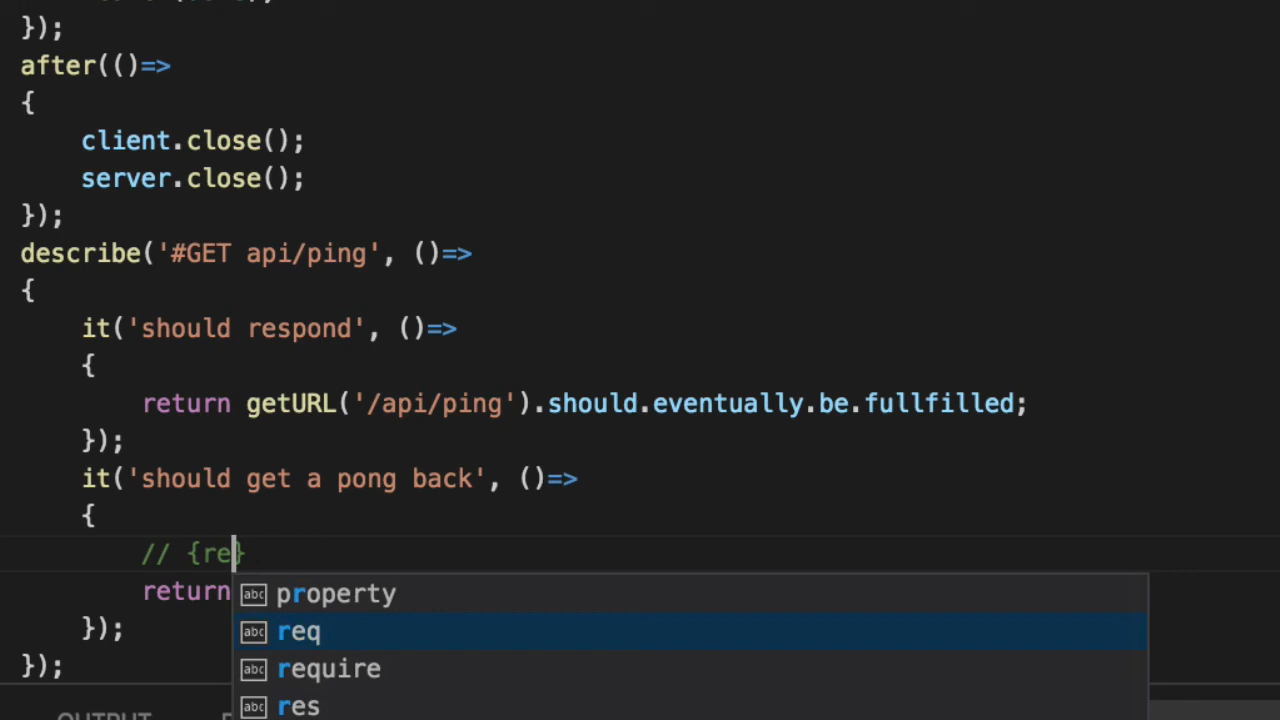 });
after(()=>
{
client.close();
server.close();
});
describe('#GET api/ping', ()=>
{
it('should respond', ()=>
{
return getURL('/api/ping').should.eventually.be.fullfilled;
});
it('should get a pong back', ()=>
{
// {re}
return
property
req
});
require
});
res
OUTPUT